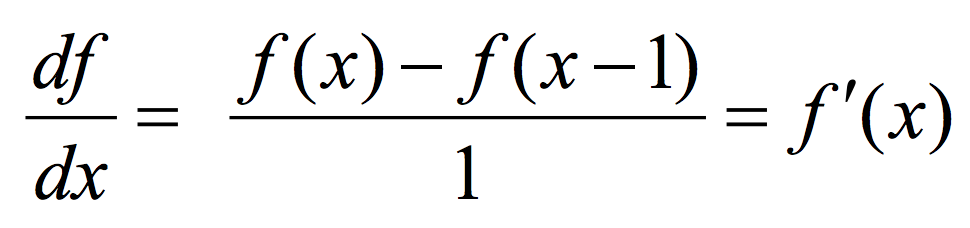 df/dx = (f(x) − f(x−1))/1 = f′(x)